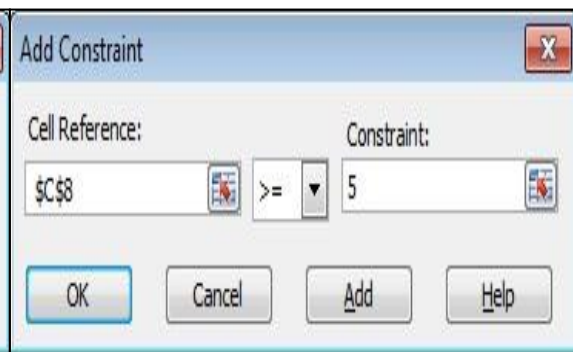 Add Constraint
Cell Reference: Constraint:
$C$8 >= 5
OK Cancel Add Help